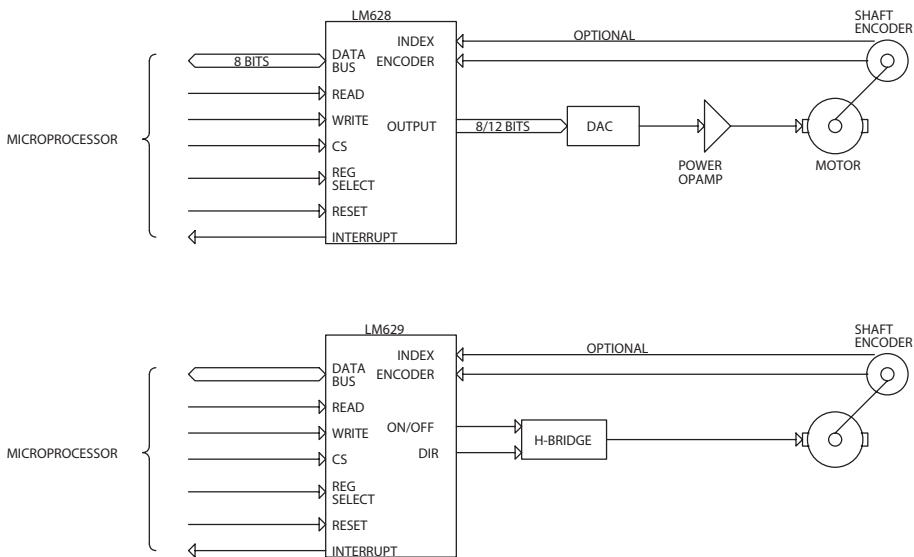 LM628
SHAFT
ENCODER
INDEX
OPTIONAL
8 BITS
DATA
BUS
ENCODER
READ
MICROPROCESSOR
WRITE
OUTPUT
8/12 BITS
DAC
CS
POWER
OPAMP
MOTOR
REG
SELECT
RESET
INTERRUPT
LM629
SHAFT
ENCODER
INDEX
OPTIONAL
DATA
BUS
ENCODER
READ
MICROPROCESSOR
WRITE
ON/OFF
H-BRIDGE
DIR
CS
REG
SELECT
RESET
INTERRUPT